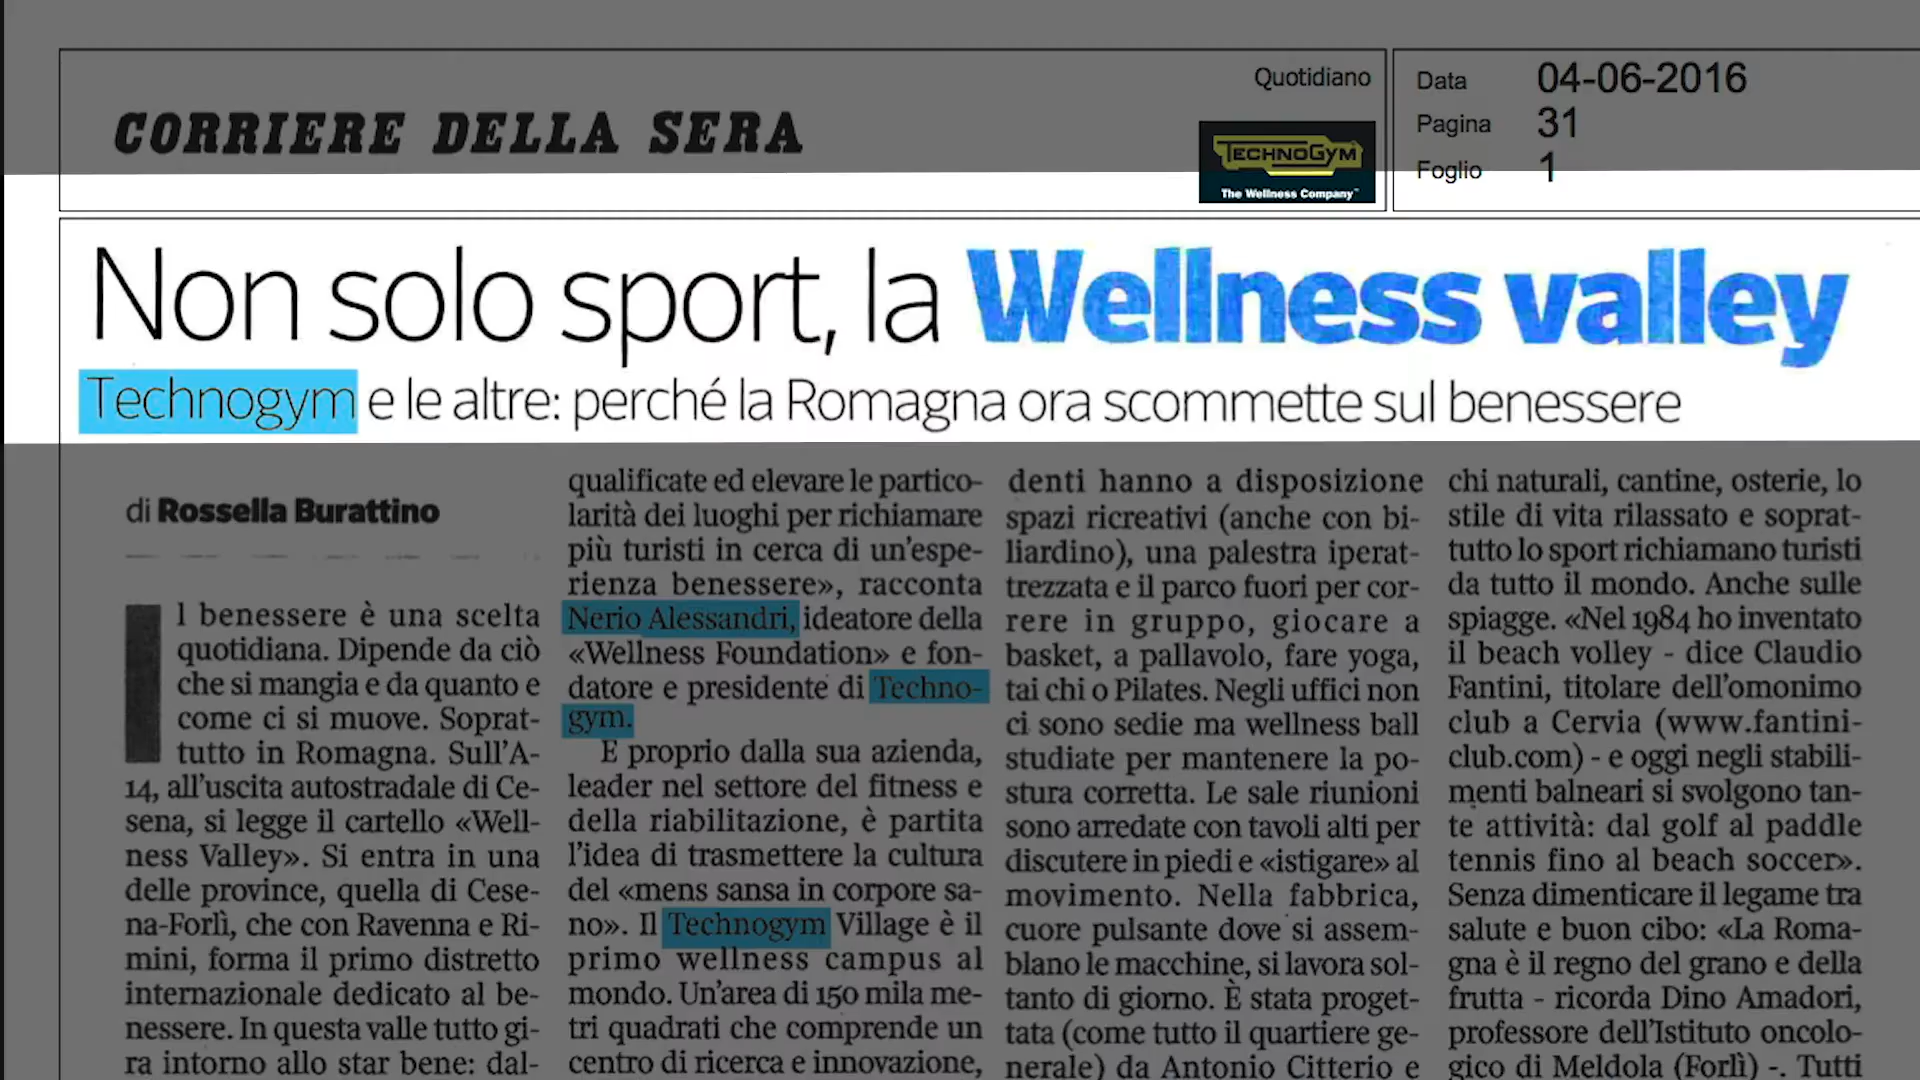 CORRIERE DELLA SERA
Quotidiano
TECHNOGYM
The Wellness Company
Data 04-06-2016
Pagina 31
Foglio 1
Non solo sport, la Wellness valley
Technogym e le altre: perché la Romagna ora scommette sul benessere
di Rossella Burattino
Il benessere è una scelta
quotidiana. Dipende da ciò
che si mangia e da quanto e
come ci si muove. Soprat-
tutto in Romagna. Sull'A-
14, all'uscita autostradale di Ce-
sena, si legge il cartello «Well-
ness Valley». Si entra in una
delle province, quella di Cese-
na-Forlì, che con Ravenna e Ri-
mini, forma il primo distretto
internazionale dedicato al be-
nessere. In questa valle tutto gi-
ra intorno allo star bene: dal-
qualificate ed elevare le partico-
larità dei luoghi per richiamare
più turisti in cerca di un'espe-
rienza benessere», racconta
Nerio Alessandri, ideatore della
«Wellness Foundation» e fon-
datore e presidente di Techno-
gym.
E proprio dalla sua azienda,
leader nel settore del fitness e
della riabilitazione, è partita
l'idea di trasmettere la cultura
del «mens sansa in corpore sa-
no». Il Technogym Village è il
primo wellness campus al
mondo. Un'area di 150 mila me-
tri quadrati che comprende un
centro di ricerca e innovazione,
denti hanno a disposizione
spazi ricreativi (anche con bi-
liardino), una palestra iperat-
trezzata e il parco fuori per cor-
rere in gruppo, giocare a
basket, a pallavolo, fare yoga,
tai chi o Pilates. Negli uffici non
ci sono sedie ma wellness ball
studiate per mantenere la po-
stura corretta. Le sale riunioni
sono arredate con tavoli alti per
discutere in piedi e «istigare» al
movimento. Nella fabbrica,
cuore pulsante dove si assem-
blano le macchine, si lavora sol-
tanto di giorno. È stata proget-
tata (come tutto il quartiere ge-
nerale) da Antonio Citterio e
chi naturali, cantine, osterie, lo
stile di vita rilassato e soprat-
tutto lo sport richiamano turisti
da tutto il mondo. Anche sulle
spiagge. «Nel 1984 ho inventato
il beach volley - dice Claudio
Fantini, titolare dell'omonimo
club a Cervia (www.fantini-
club.com) - e oggi negli stabili-
menti balneari si svolgono tan-
te attività: dal golf al paddle
tennis fino al beach soccer».
Senza dimenticare il legame tra
salute e buon cibo: «La Roma-
gna è il regno del grano e della
frutta - ricorda Dino Amadori,
professore dell'Istituto oncolo-
gico di Meldola (Forlì) -. Tutti